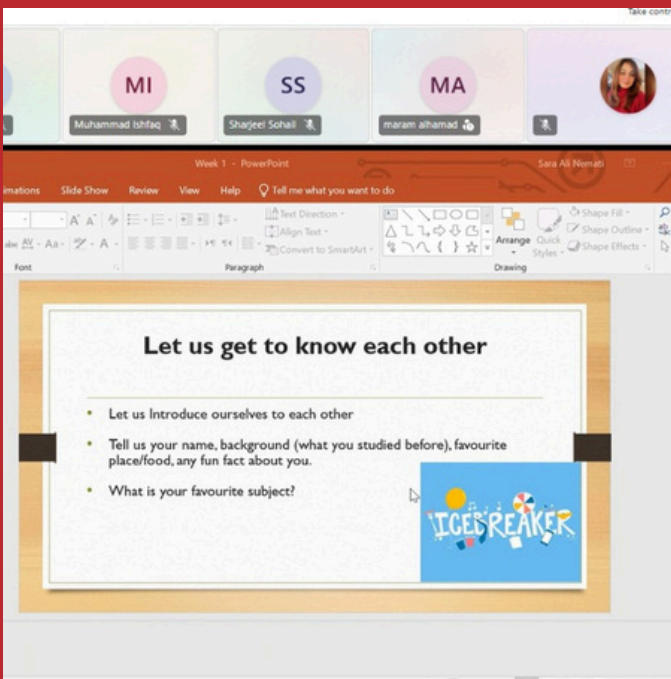 Take contr
MI
SS
MA
Muhammad Ishfaq
Sharjeel Sohail
maram alhamad
Week 1 - PowerPoint
Sara Ali Nemati
imations Slide Show Review View Help Tell me what you want to do
Text Direction
Shape Fill
abc AV Aa A
Align Text
Arrange Quick Styles
Shape Outline
Convert to SmartArt
Shape Effects
Font Paragraph Drawing
Let us get to know each other
• Let us Introduce ourselves to each other
• Tell us your name, background (what you studied before), favourite
place/food, any fun fact about you.
• What is your favourite subject?
ICEBREAKER